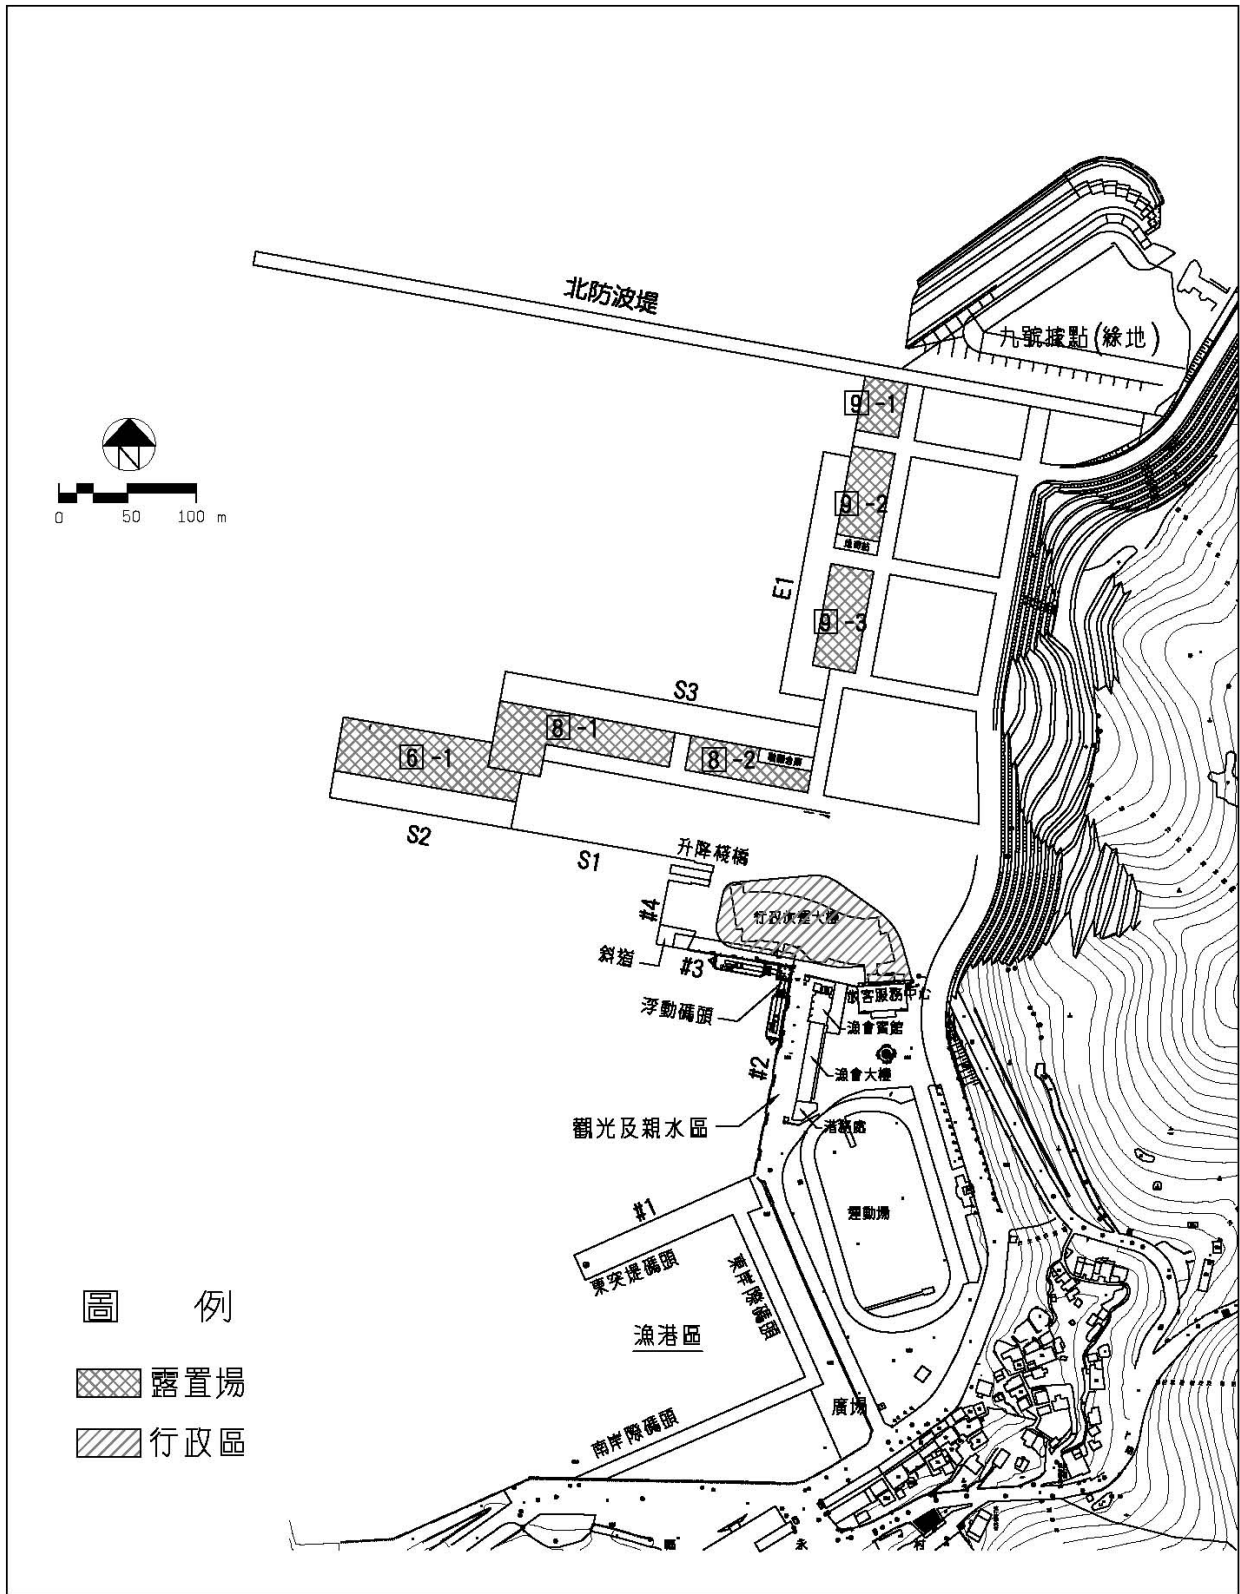 北防波堤
九號據點(綠地)
9-1
9-2
9-3
E1
N
0 50 100 m
S3
8-1
8-2
6-1
S2
S1
升降棧橋
#4
斜道
#3
浮動碼頭
旅客服務中心
漁會賓館
#2
漁會大樓
觀光及親水區
港務處
#1
東突堤碼頭
東岸際碼頭
運動場
漁港區
廣場
南岸際碼頭
福 永 村
圖 例
露置場
行政區